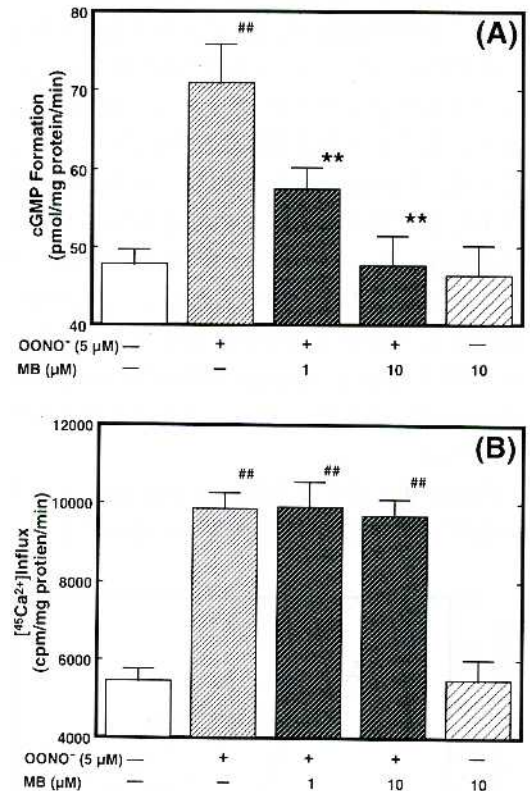 80
##
(A)
70
**
60
**
50
40
cGMP Formation
(pmol/mg protein/min)
OONO⁻ (5 µM) — + + + —
MB (µM) — — 1 10 10
12000
(B)
## ## ##
10000
8000
6000
4000
[⁴⁵Ca²⁺]Influx
(cpm/mg protien/min)
OONO⁻ (5 µM) — + + + —
MB (µM) — — 1 10 10